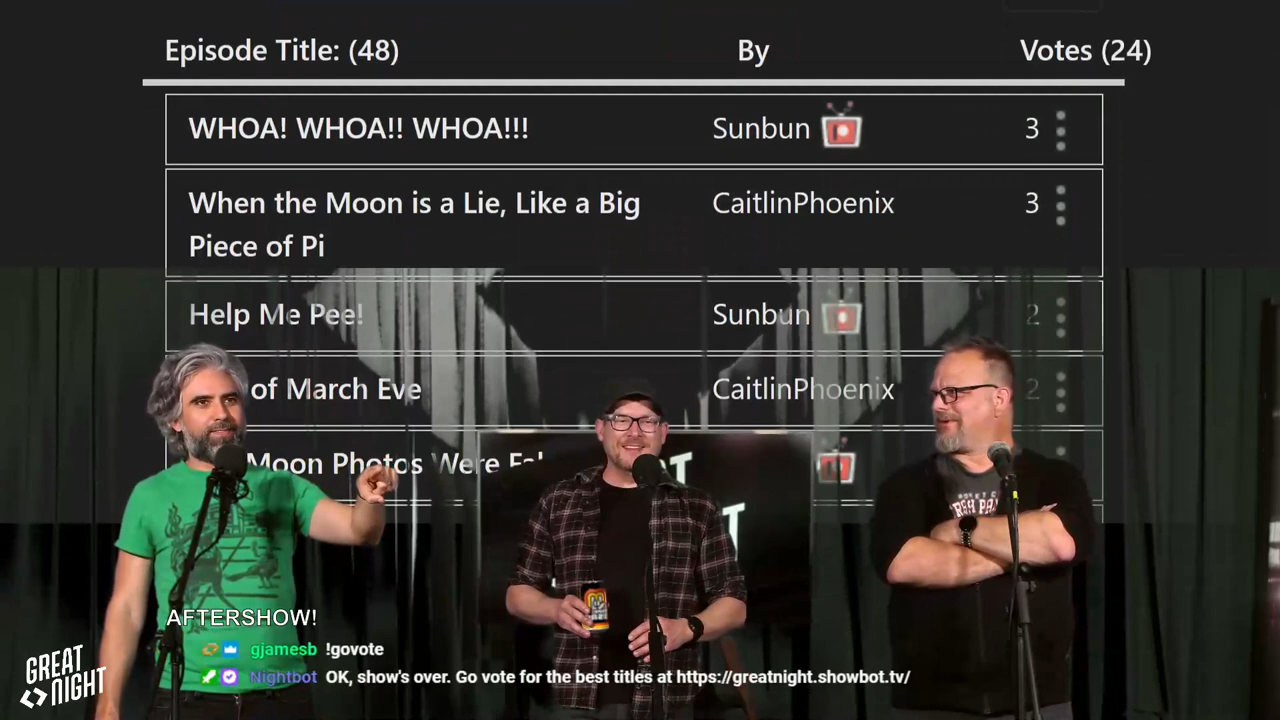 Episode Title: (48) By Votes (24)
WHOA! WHOA!! WHOA!!! Sunbun 3
When the Moon is a Lie, Like a Big CaitlinPhoenix 3
Piece of Pi
Help Me Pee! Sunbun 2
of March Eve CaitlinPhoenix 2
Moon Photos Were
AFTERSHOW!
gjamesb !govote
Nightbot OK, show's over. Go vote for the best titles at https://greatnight.showbot.tv/
GREAT
NIGHT